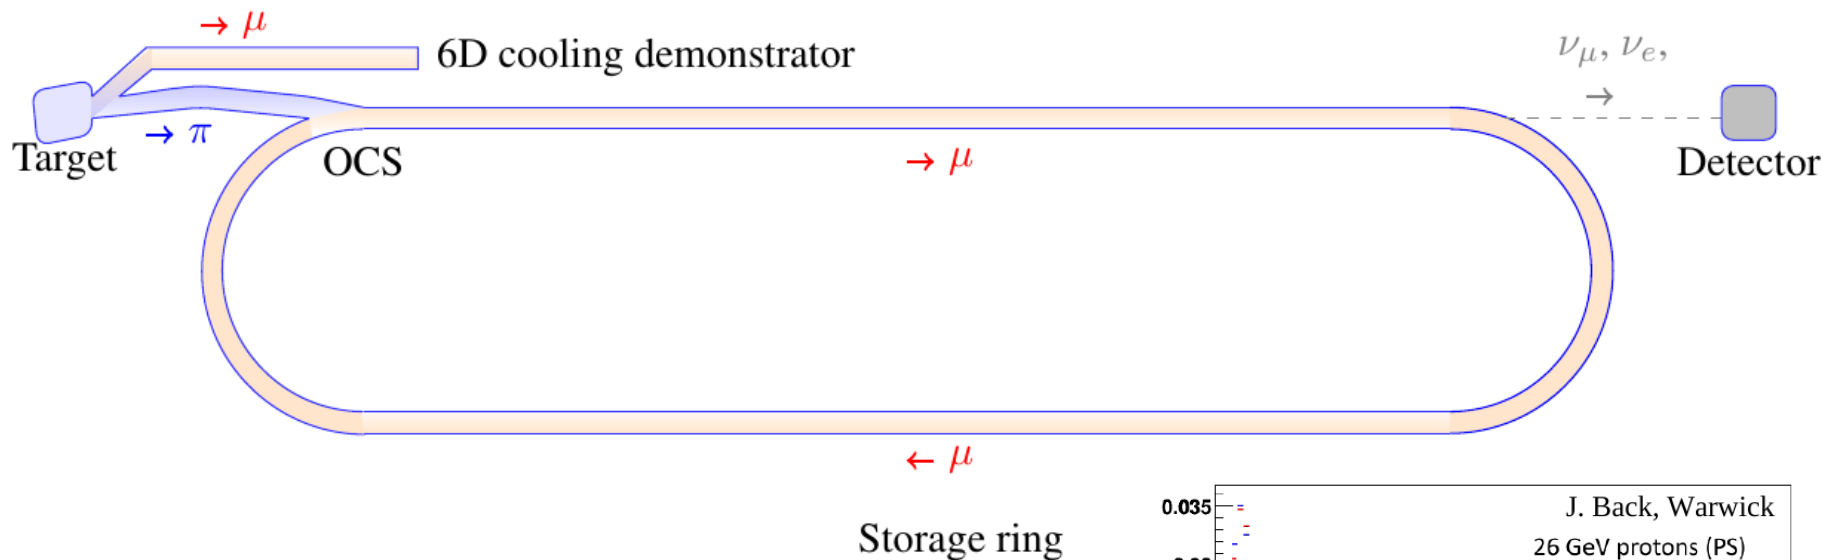 → μ
6D cooling demonstrator
ν_μ, ν_e,
→
→ π
Target
OCS
→ μ
Detector
← μ
Storage ring
0.035
J. Back, Warwick
26 GeV protons (PS)